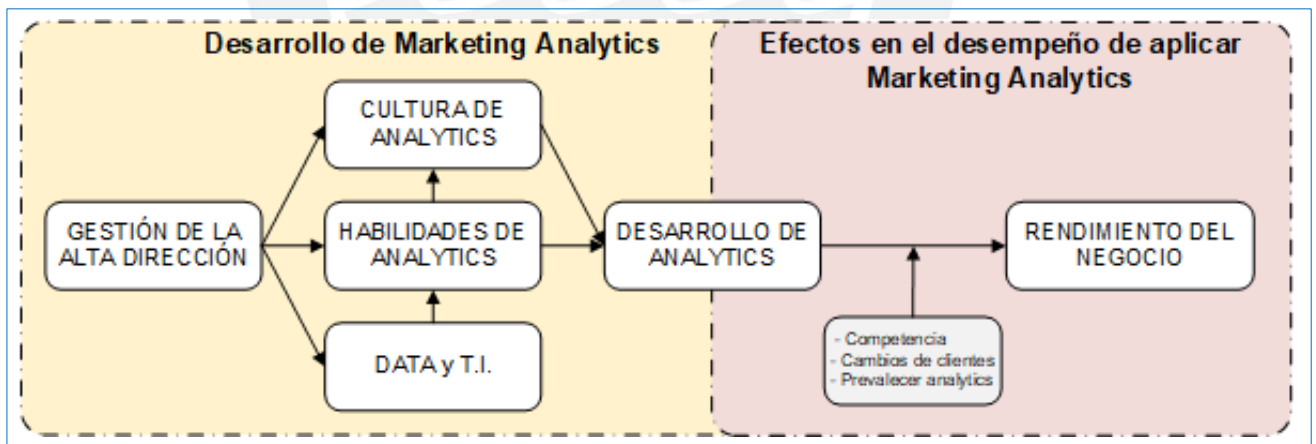 Desarrollo de Marketing Analytics
Efectos en el desempeño de aplicar
Marketing Analytics
CULTURA DE
ANALYTICS
GESTIÓN DE LA
ALTA DIRECCIÓN
HABILIDADES DE
ANALYTICS
DESARROLLO DE
ANALYTICS
RENDIMIENTO DEL
NEGOCIO
DATA y T.I.
- Competencia
- Cambios de clientes
- Prevalecer analytics